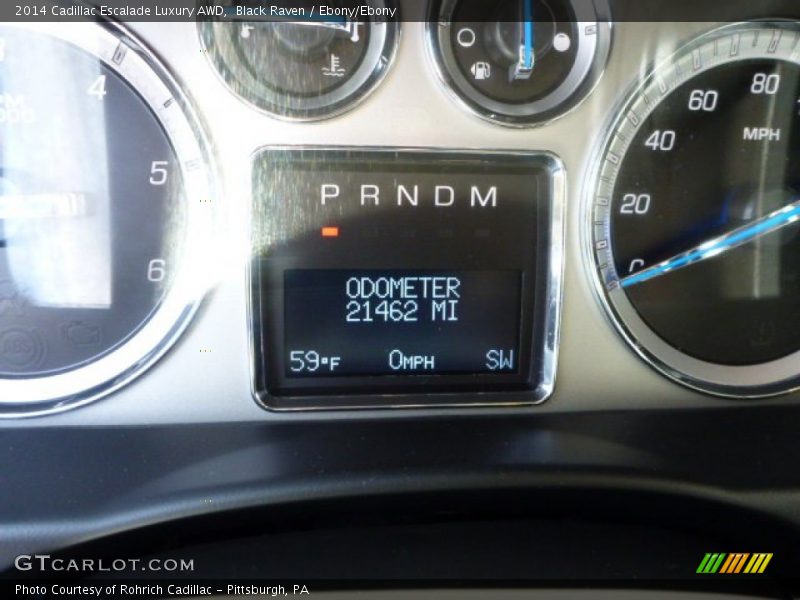 2014 Cadillac Escalade Luxury AWD, Black Raven / Ebony/Ebony
4
5
6
80
60
MPH
40
20
0
P R N D M
ODOMETER
21462 MI
59°F 0MPH SW
GTCARLOT.COM
Photo Courtesy of Rohrich Cadillac - Pittsburgh, PA